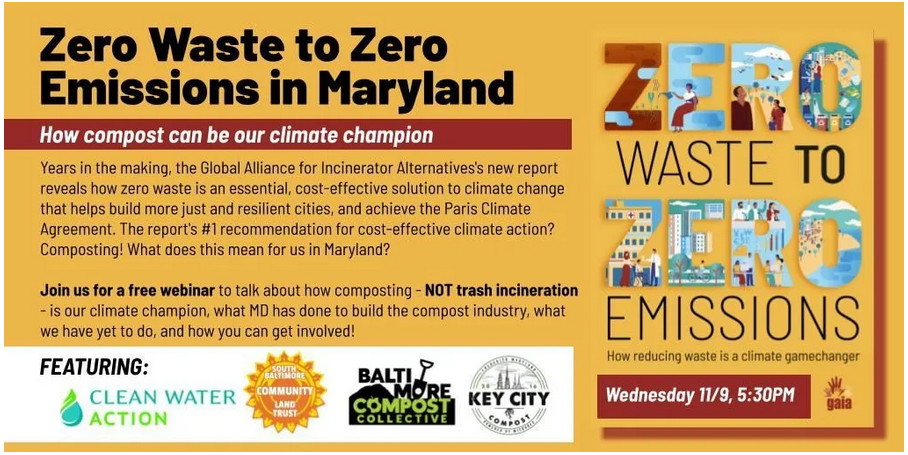 Zero Waste to Zero
Emissions in Maryland
How compost can be our climate champion
Years in the making, the Global Alliance for Incinerator Alternatives's new report
reveals how zero waste is an essential, cost-effective solution to climate change
that helps build more just and resilient cities, and achieve the Paris Climate
Agreement. The report's #1 recommendation for cost-effective climate action?
Composting! What does this mean for us in Maryland?
Join us for a free webinar to talk about how composting - NOT trash incineration
- is our climate champion, what MD has done to build the compost industry, what
we have yet to do, and how you can get involved!
FEATURING:
CLEAN WATER
ACTION
SOUTH
BALTIMORE
COMMUNITY
LAND
TRUST
BALTI
MORE
COMPOST
COLLECTIVE
FREDERICK MARYLAND
20 16
KEY CITY
COMPOST
POWERED BY MICROBES
ZERO
WASTE TO
ZERO
EMISSIONS
How reducing waste is a climate gamechanger
Wednesday 11/9, 5:30PM
gaia